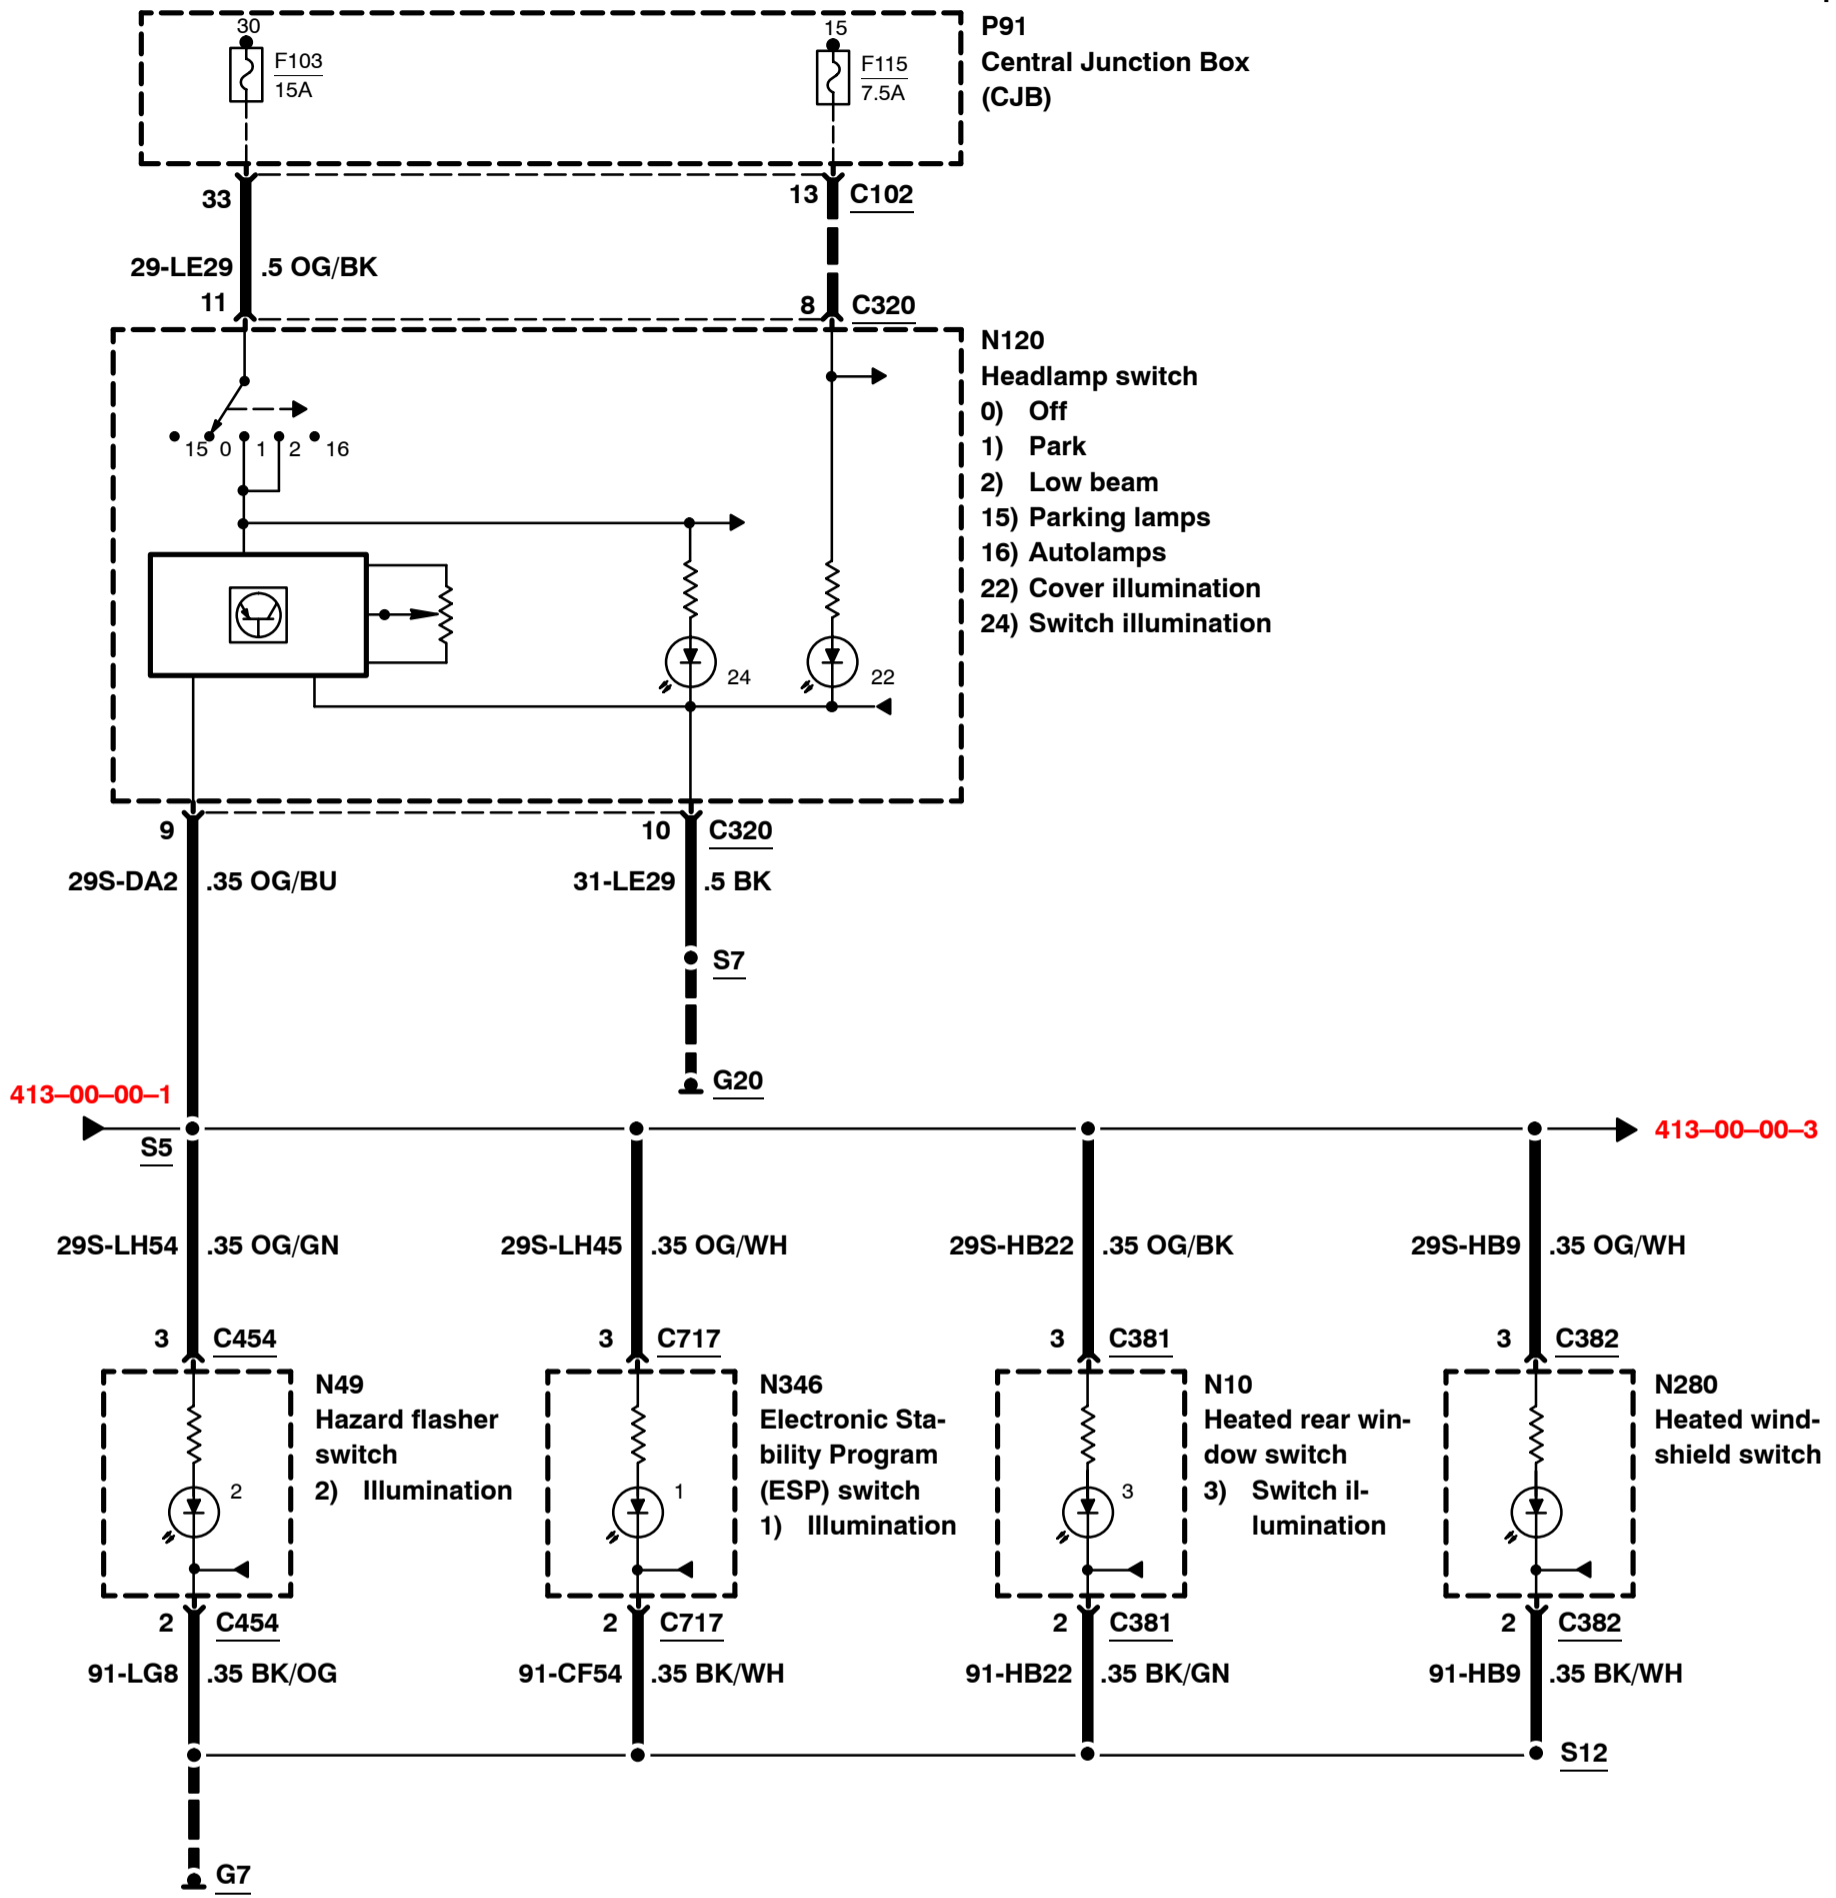 30
F103
15A
15
F115
7.5A
P91
Central Junction Box
(CJB)
33
13
C102
29-LE29
.5 OG/BK
11
8
C320
N120
Headlamp switch
0) Off
1) Park
2) Low beam
15) Parking lamps
16) Autolamps
22) Cover illumination
24) Switch illumination
15 0 1 2 16
24
22
9
10
C320
29S-DA2
.35 OG/BU
31-LE29
.5 BK
S7
G20
413–00–00–1
413–00–00–3
S5
29S-LH54
.35 OG/GN
29S-LH45
.35 OG/WH
29S-HB22
.35 OG/BK
29S-HB9
.35 OG/WH
3
C454
3
C717
3
C381
3
C382
N49
Hazard flasher
switch
2) Illumination
2
N346
Electronic Sta-
bility Program
(ESP) switch
1) Illumination
1
N10
Heated rear win-
dow switch
3) Switch il-
lumination
3
N280
Heated wind-
shield switch
2
C454
2
C717
2
C381
2
C382
91-LG8
.35 BK/OG
91-CF54
.35 BK/WH
91-HB22
.35 BK/GN
91-HB9
.35 BK/WH
S12
G7